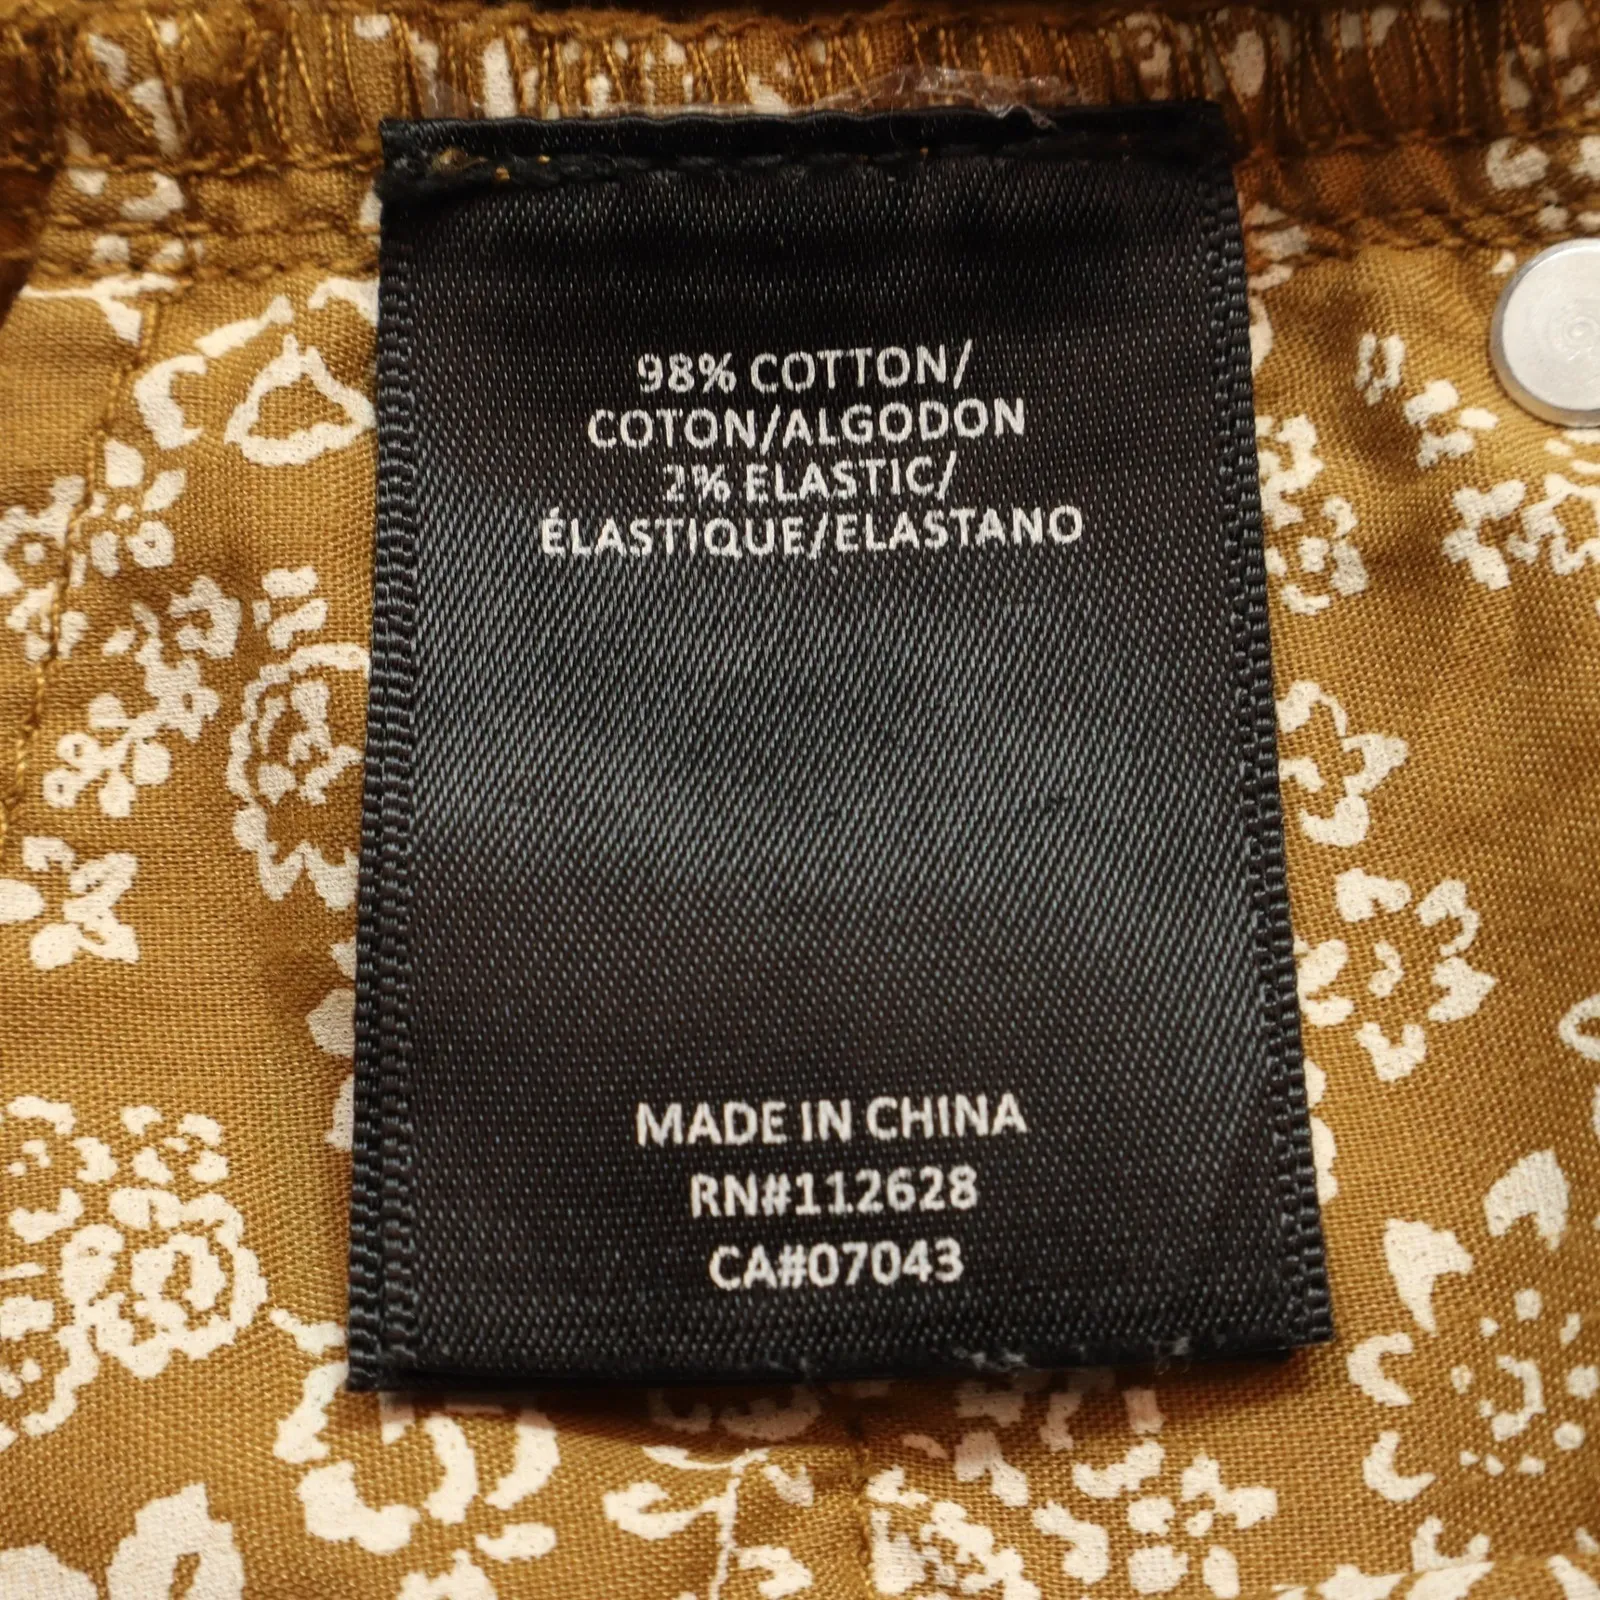 98% COTTON/
COTON/ALGODON
2% ELASTIC/
ÉLASTIQUE/ELASTANO
MADE IN CHINA
RN#112628
CA#07043